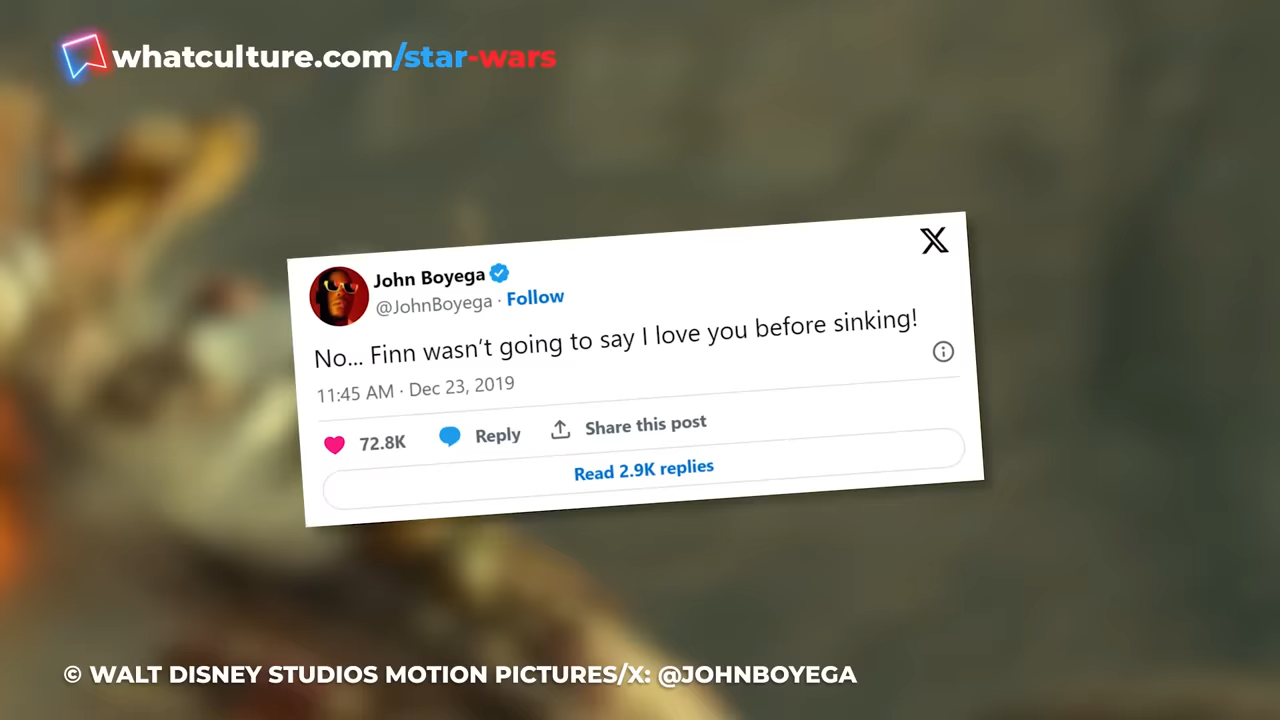 whatculture.com/star-wars
X
John Boyega
@JohnBoyega · Follow
No... Finn wasn’t going to say I love you before sinking!
11:45 AM · Dec 23, 2019
72.8K Reply Share this post
Read 2.9K replies
© WALT DISNEY STUDIOS MOTION PICTURES/X: @JOHNBOYEGA